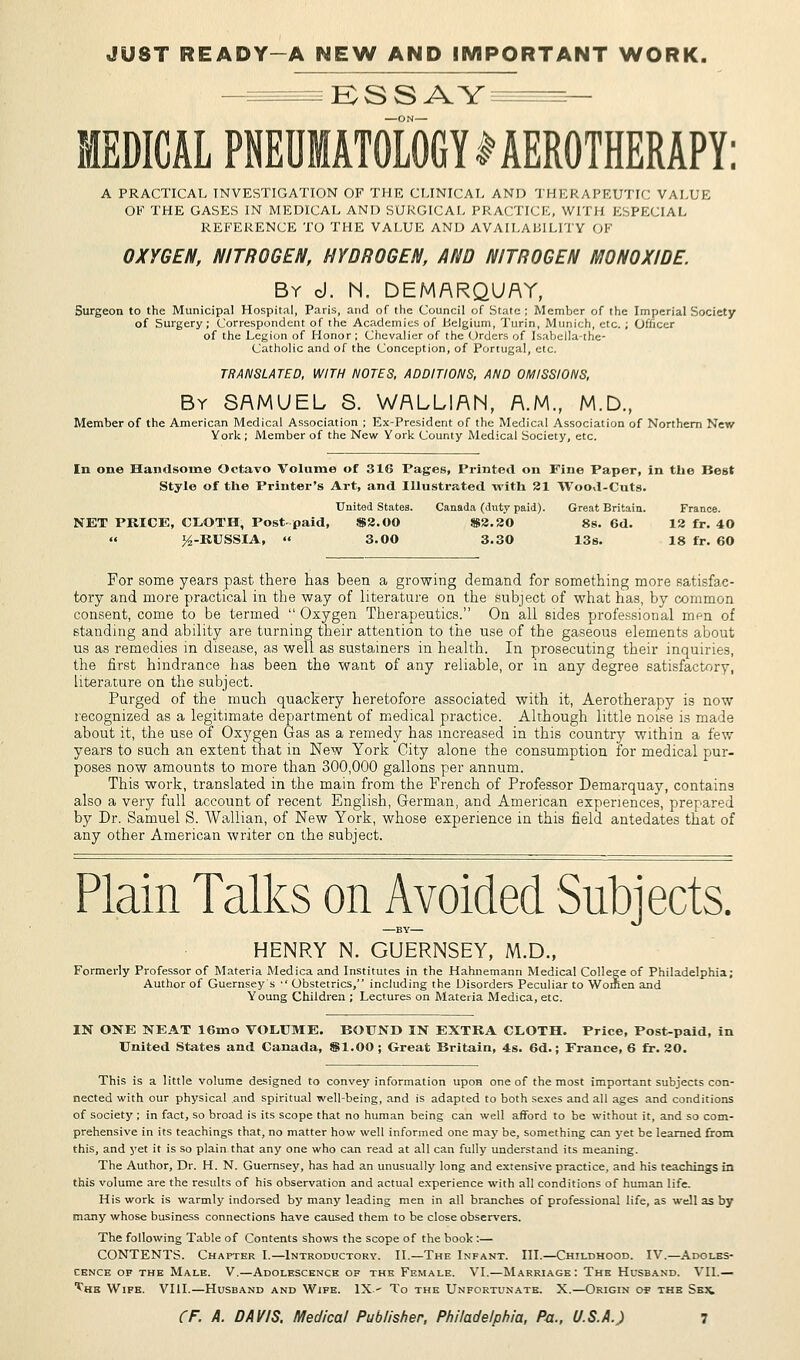 JUST READY—A NEW AND IMPORTANT WORK.
ESSAY
—ON—
MEDICAL PNEUMATOLOGY & AEROTHERAPY:
A PRACTICAL INVESTIGATION OF THE CLINICAL AND THERAPEUTIC VALUE
OF THE GASES IN MEDICAL AND SURGICAL PRACTICE, WITH ESPECIAL
REFERENCE TO THE VALUE AND AVAILABILITY OF
OXYGEN, NITROGEN, HYDROGEN, AND NITROGEN MONOXIDE.
BY J. N. DEMARQUAY,
Surgeon to the Municipal Hospital, Paris, and of the Council of State; Member of the Imperial Society
of Surgery; Correspondent of the Academies of Belgium, Turin, Munich, etc.; Officer
of the Legion of Honor; Chevalier of the Orders of Isabella-the-
Catholic and of the Conception, of Portugal, etc.
TRANSLATED, WITH NOTES, ADDITIONS, AND OMISSIONS,
BY SAMUEL S. WALLIAN, A.M., M.D.,
Member of the American Medical Association; Ex-President of the Medical Association of Northern New
York; Member of the New York County Medical Society, etc.
In one Handsome Octavo Volume of 316 Pages, Printed on Fine Paper, in the Best
Style of the Printer's Art, and Illustrated with 21 Wood-Cuts.
United States. Canada (duty paid). Great Britain. France.
NET PRICE, CLOTH, Post-paid, $2.00 $2.20 8s. 6d. 12 fr. 40
" ½-RUSSIA, " 3.00 3.30 13s. 18 fr. 60
For some years past there has been a growing demand for something more satisfac-
tory and more practical in the way of literature on the subject of what has, by common
consent, come to be termed "Oxygen Therapeutics." On all sides professional men of
standing and ability are turning their attention to the use of the gaseous elements about
us as remedies in disease, as well as sustainers in health. In prosecuting their inquiries,
the first hindrance has been the want of any reliable, or in any degree satisfactory,
literature on the subject.
Purged of the much quackery heretofore associated with it, Aerotherapy is now
recognized as a legitimate department of medical practice. Although little noise is made
about it, the use of Oxygen Gas as a remedy has increased in this country within a few
years to such an extent that in New York City alone the consumption for medical pur-
poses now amounts to more than 300,000 gallons per annum.
This work, translated in the main from the French of Professor Demarquay, contains
also a very full account of recent English, German, and American experiences, prepared
by Dr. Samuel S. Wallian, of New York, whose experience in this field antedates that of
any other American writer on the subject.
Plain Talks on Avoided Subjects.
—BY—
HENRY N. GUERNSEY, M.D.,
Formerly Professor of Materia Medica and Institutes in the Hahnemann Medical College of Philadelphia;
Author of Guernsey's "Obstetrics," including the Disorders Peculiar to Women and
Young Children; Lectures on Materia Medica, etc.
IN ONE NEAT 16mo VOLUME. BOUND IN EXTRA CLOTH. Price, Post-paid, in
United States and Canada, $1.00; Great Britain, 4s. 6d.; France, 6 fr. 20.
This is a little volume designed to convey information upon one of the most important subjects con-
nected with our physical and spiritual well-being, and is adapted to both sexes and all ages and conditions
of society; in fact, so broad is its scope that no human being can well afford to be without it, and so com-
prehensive in its teachings that, no matter how well informed one may be, something can yet be learned from
this, and yet it is so plain that any one who can read at all can fully understand its meaning.
The Author, Dr. H. N. Guernsey, has had an unusually long and extensive practice, and his teachings in
this volume are the results of his observation and actual experience with all conditions of human life.
His work is warmly indorsed by many leading men in all branches of professional life, as well as by
many whose business connections have caused them to be close observers.
The following Table of Contents shows the scope of the book:—
CONTENTS. CHAPTER I.—INTRODUCTORY. II.—THE INFANT. III.—CHILDHOOD. IV.—ADOLES-
CENCE OF THE MALE. V.—ADOLESCENCE OF THE FEMALE. VI.—MARRIAGE: THE HUSBAND. VII.—
THE WIFE. VIII.—HUSBAND AND WIFE. IX.- TO THE UNFORTUNATE. X.—ORIGIN OF THE SEX.
(F. A. DAVIS, Medical Publisher, Philadelphia, Pa., U.S.A.) 7